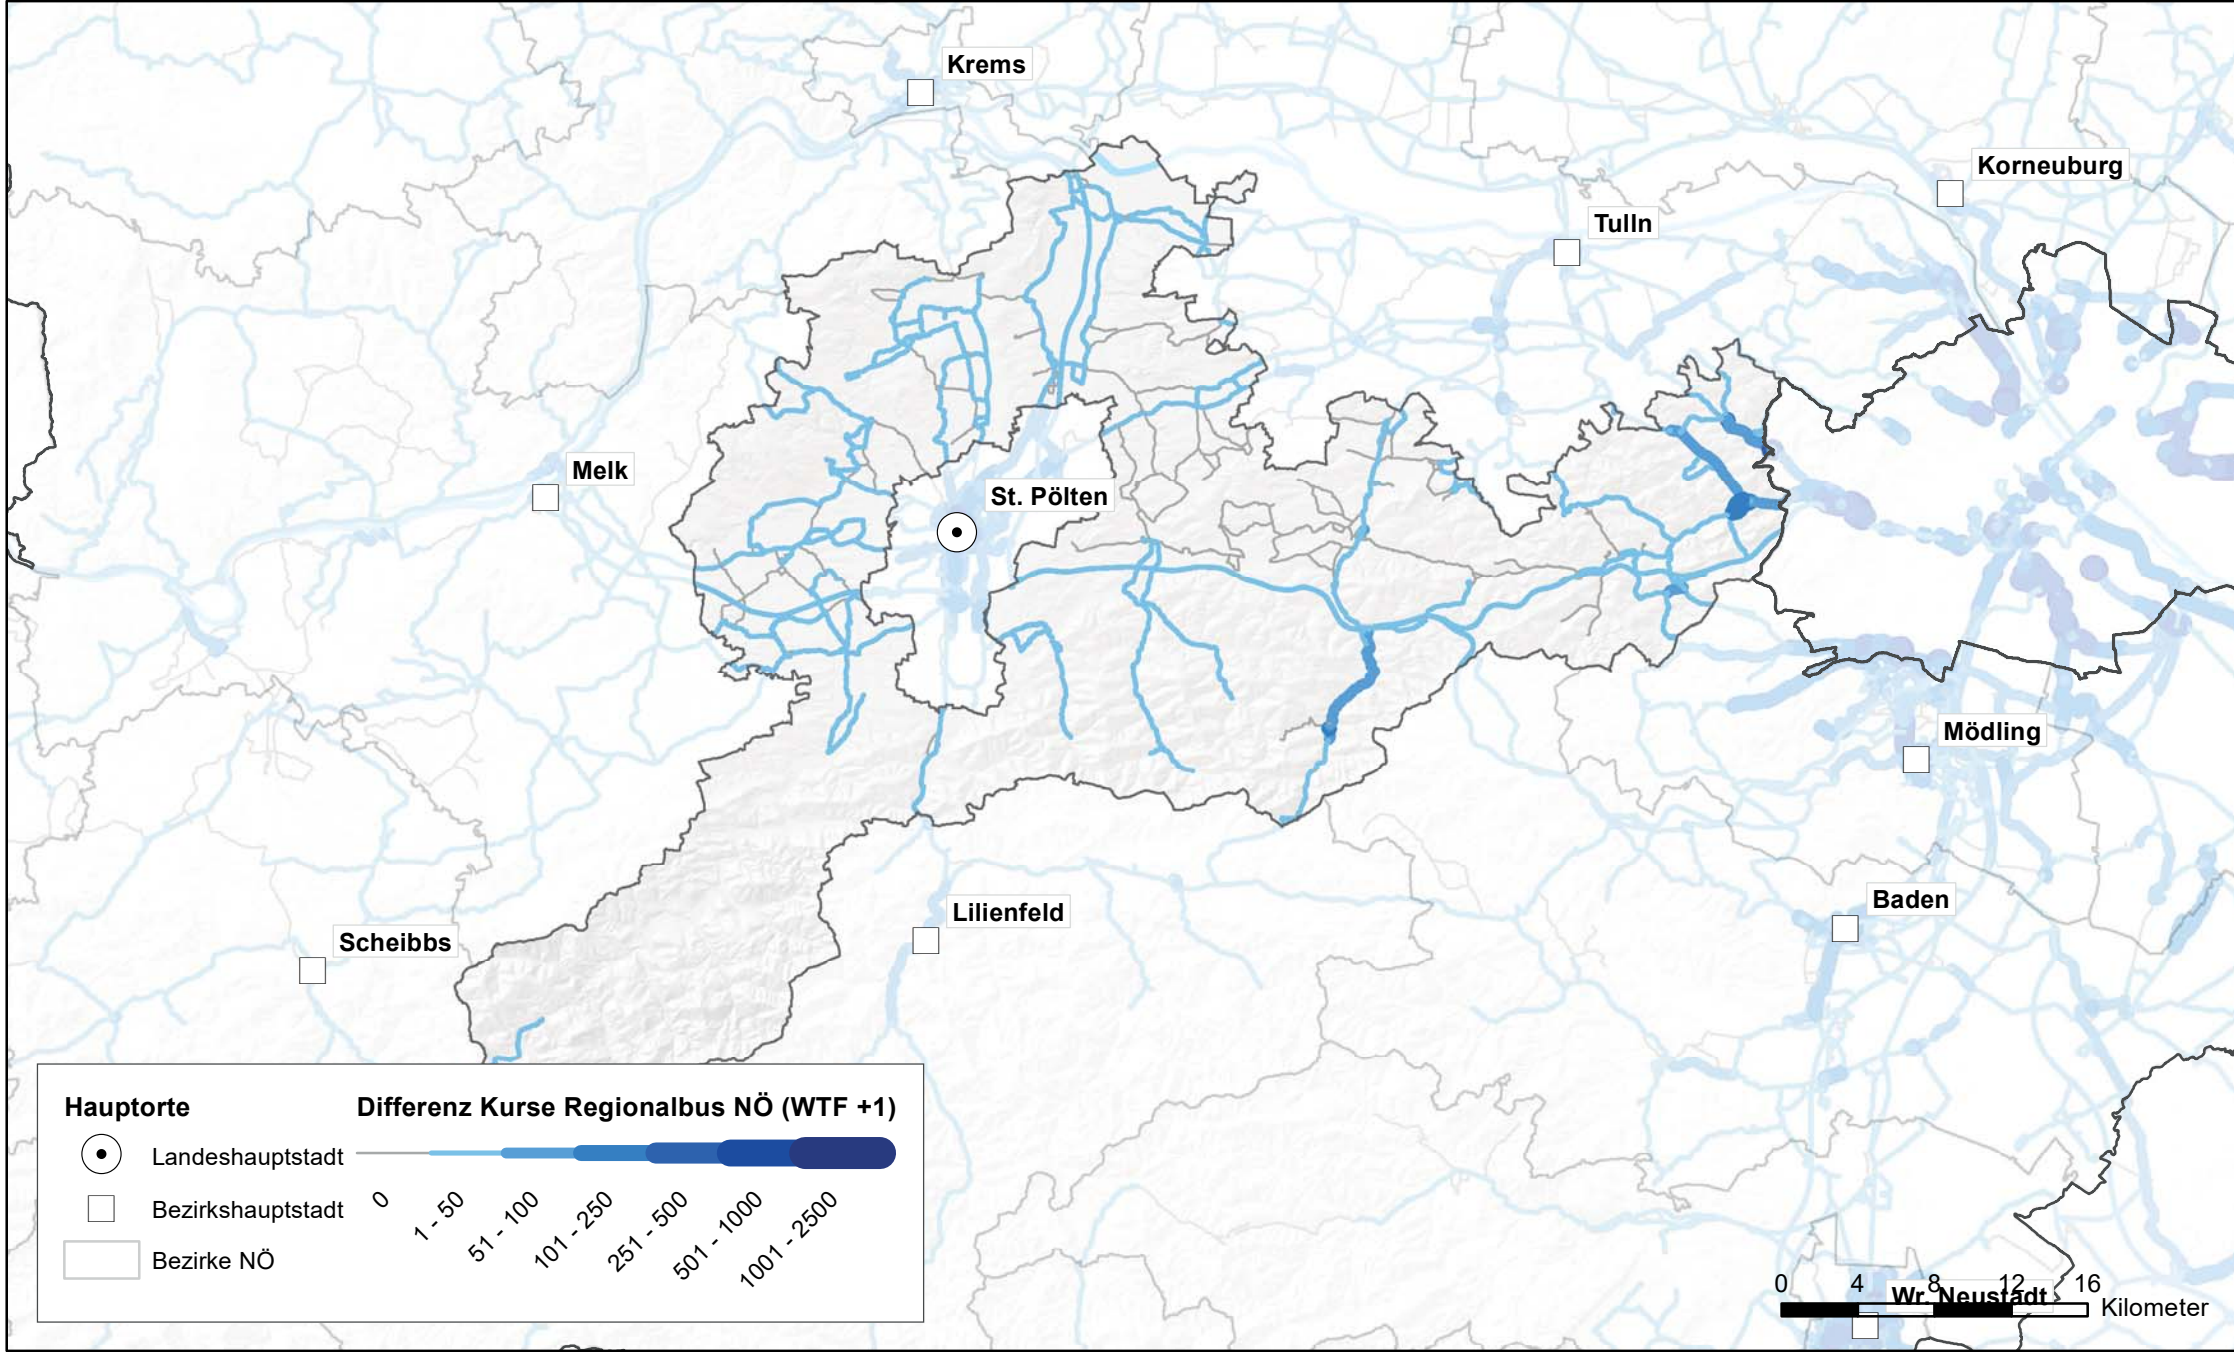 Krems
Korneuburg
Tulln
Melk
St. Pölten
Mödling
Baden
Lilienfeld
Scheibbs
Hauptorte
Landeshauptstadt
Bezirkshauptstadt
Bezirke NÖ
Differenz Kurse Regionalbus NÖ (WTF +1)
0
1 - 50
51 - 100
101 - 250
251 - 500
501 - 1000
1001 - 2500
0 4 8 12 16
Wr. Neustadt
Kilometer